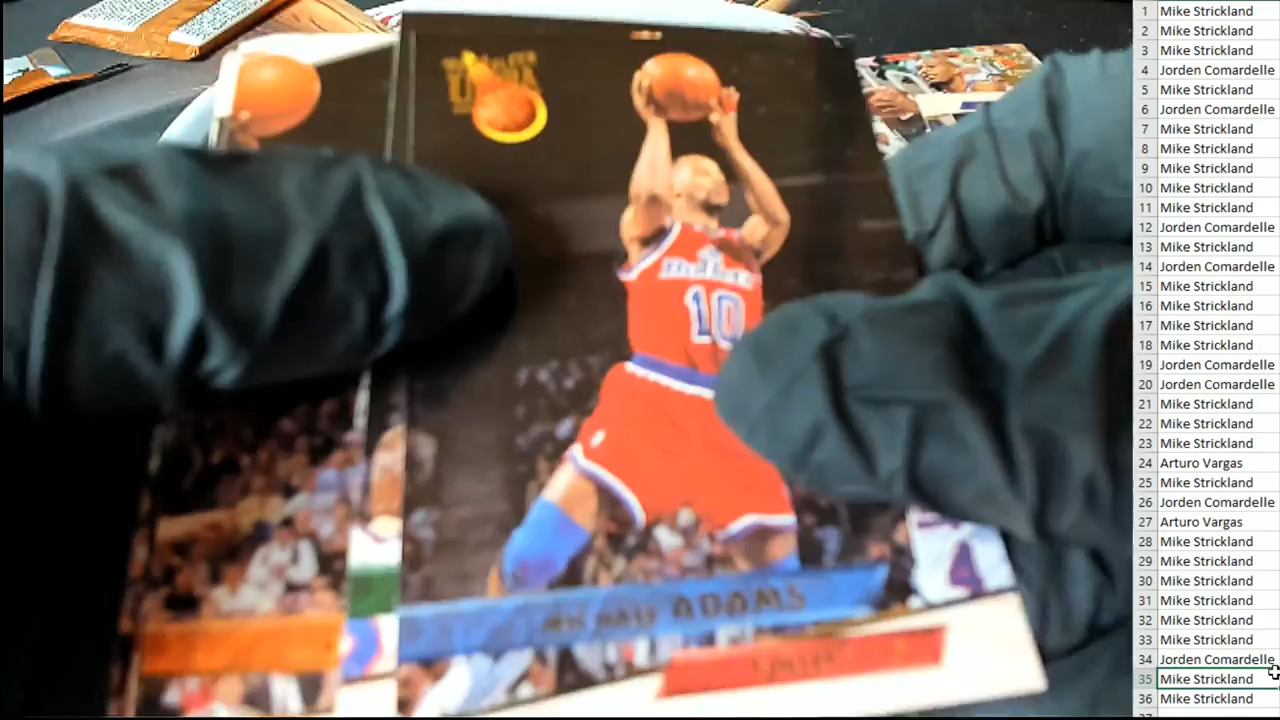 ULTRA
Bullets
10
MICHAEL ADAMS
1 Mike Strickland
2 Mike Strickland
3 Mike Strickland
4 Jorden Comardelle
5 Mike Strickland
6 Jorden Comardelle
7 Mike Strickland
8 Mike Strickland
9 Mike Strickland
10 Mike Strickland
11 Mike Strickland
12 Jorden Comardelle
13 Mike Strickland
14 Jorden Comardelle
15 Mike Strickland
16 Mike Strickland
17 Mike Strickland
18 Mike Strickland
19 Jorden Comardelle
20 Jorden Comardelle
21 Mike Strickland
22 Mike Strickland
23 Mike Strickland
24 Arturo Vargas
25 Mike Strickland
26 Jorden Comardelle
27 Arturo Vargas
28 Mike Strickland
29 Mike Strickland
30 Mike Strickland
31 Mike Strickland
32 Mike Strickland
33 Mike Strickland
34 Jorden Comardelle
35 Mike Strickland
36 Mike Strickland